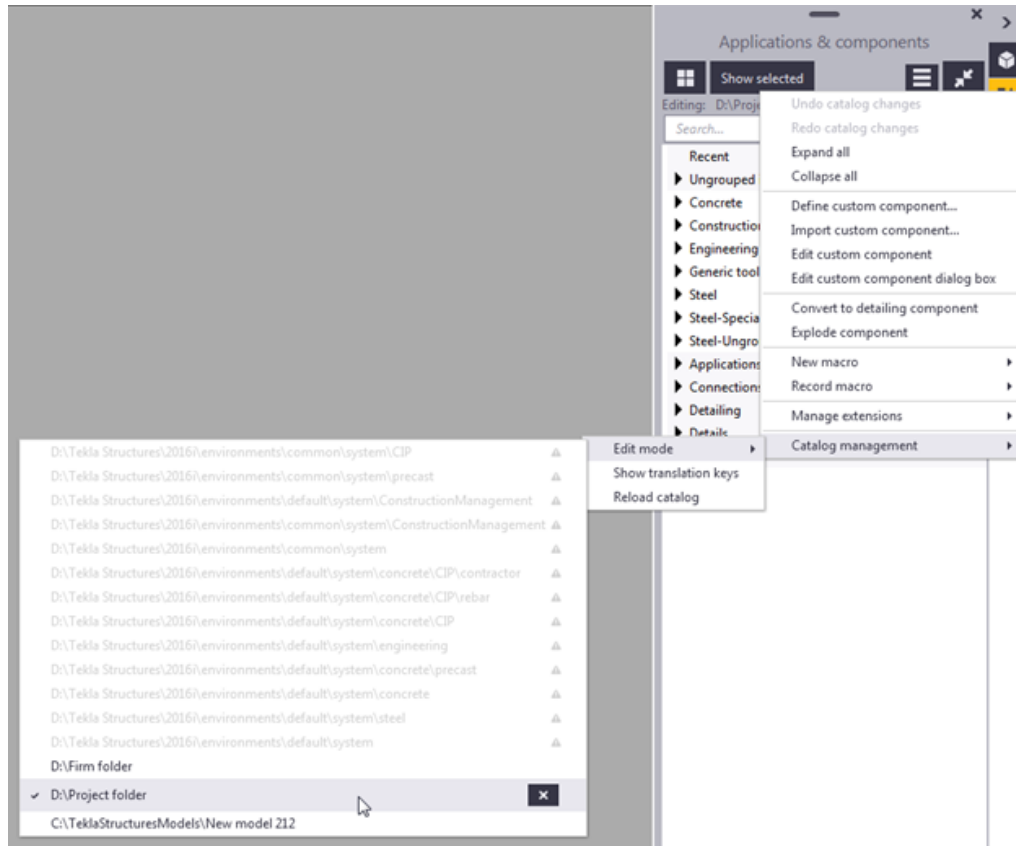 Applications & components
Show selected
Editing: D:\Proje
Search...
Recent
Ungrouped
Concrete
Construction
Engineering
Generic tool
Steel
Steel-Specia
Steel-Ungro
Applications
Connections
Detailing
Details
Undo catalog changes
Redo catalog changes
Expand all
Collapse all
Define custom component...
Import custom component...
Edit custom component
Edit custom component dialog box
Convert to detailing component
Explode component
New macro
Record macro
Manage extensions
Catalog management
Edit mode
Show translation keys
Reload catalog
D:\Tekla Structures\2016i\environments\common\system\CIP
D:\Tekla Structures\2016i\environments\common\system\precast
D:\Tekla Structures\2016i\environments\default\system\ConstructionManagement
D:\Tekla Structures\2016i\environments\common\system\ConstructionManagement
D:\Tekla Structures\2016i\environments\common\system
D:\Tekla Structures\2016i\environments\default\system\concrete\CIP\contractor
D:\Tekla Structures\2016i\environments\default\system\concrete\CIP\rebar
D:\Tekla Structures\2016i\environments\default\system\concrete\CIP
D:\Tekla Structures\2016i\environments\default\system\engineering
D:\Tekla Structures\2016i\environments\default\system\concrete\precast
D:\Tekla Structures\2016i\environments\default\system\concrete
D:\Tekla Structures\2016i\environments\default\system\steel
D:\Tekla Structures\2016i\environments\default\system
D:\Firm folder
D:\Project folder
C:\TeklaStructuresModels\New model 212